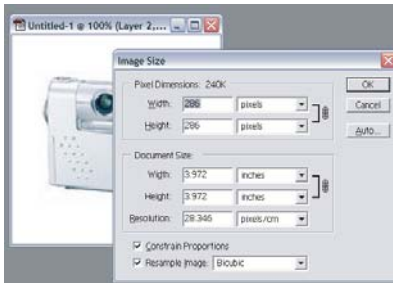 Untitled-1 @ 100% (Layer 2,...
Image Size
Pixel Dimensions: 240K
Width: 286 pixels
Height: 286 pixels
Document Size:
Width: 3.972 inches
Height: 3.972 inches
Resolution: 28.346 pixels/cm
Constrain Proportions
Resample Image: Bicubic
OK
Cancel
Auto...